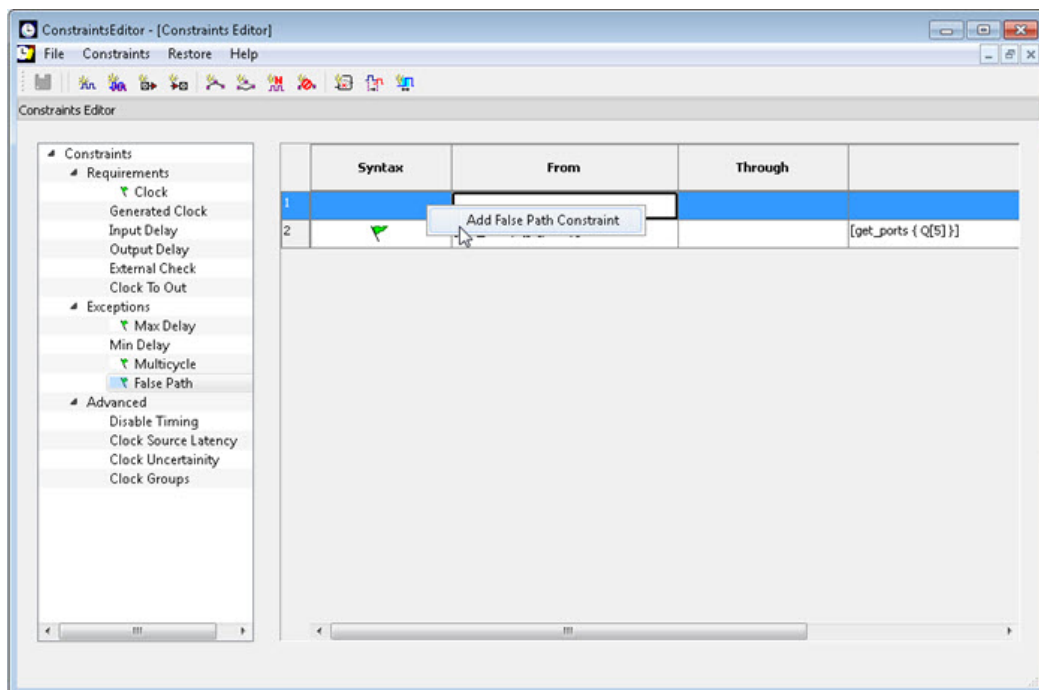 ConstraintsEditor - [Constraints Editor]
File Constraints Restore Help
Constraints Editor
Constraints
Requirements
Clock
Generated Clock
Input Delay
Output Delay
External Check
Clock To Out
Exceptions
Max Delay
Min Delay
Multicycle
False Path
Advanced
Disable Timing
Clock Source Latency
Clock Uncertainity
Clock Groups
Syntax From Through
1
Add False Path Constraint
2 [get_ports { Q[5] }]